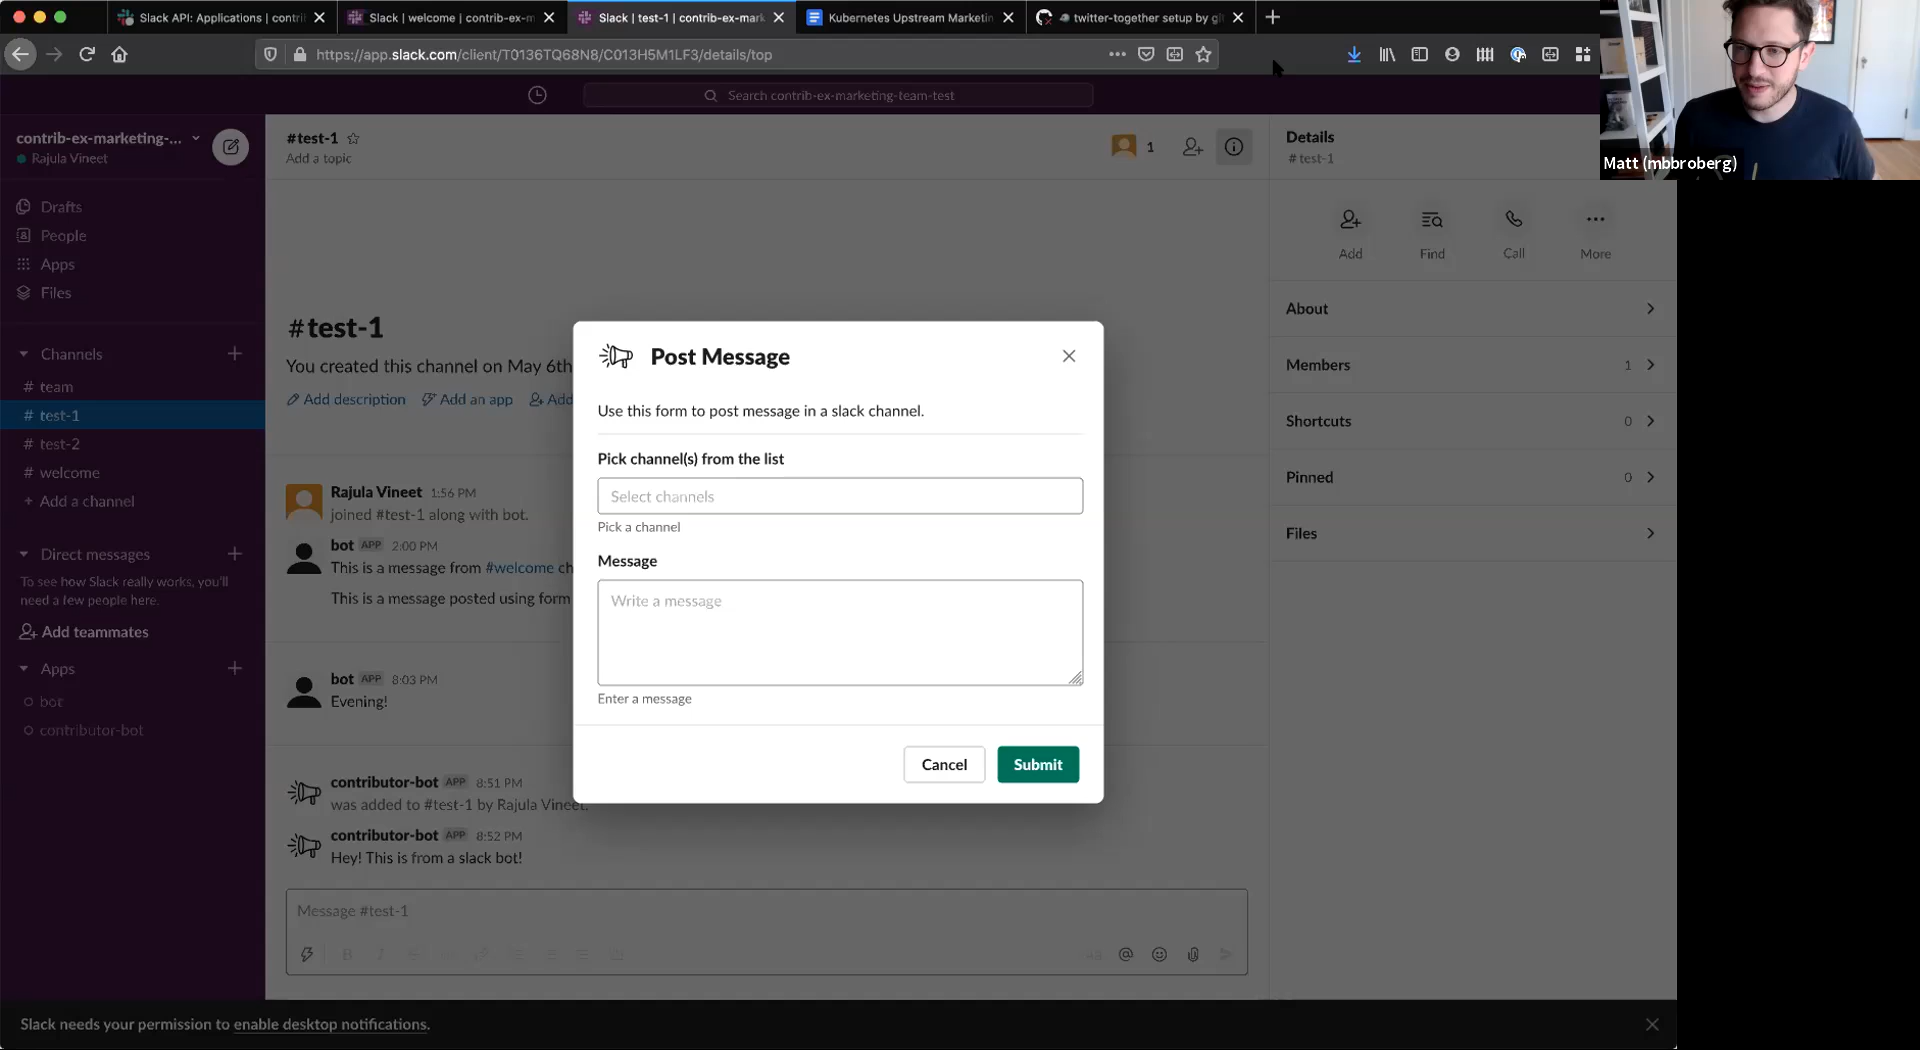 Slack API: Applications | contri
Slack | welcome | contrib-ex-m
Slack | test-1 | contrib-ex-mark
Kubernetes Upstream Marketin
twitter-together setup by gi
https://app.slack.com/client/T0136TQ68N8/C013H5M1LF3/details/top
Matt (mbbroberg)
Search contrib-ex-marketing-team-test
contrib-ex-marketing-...
Rajula Vineet
Drafts
People
Apps
Files
Channels
# team
# test-1
# test-2
# welcome
+ Add a channel
Direct messages
To see how Slack really works, you'll
need a few people here.
Add teammates
Apps
bot
contributor-bot
#test-1
Add a topic
1
#test-1
You created this channel on May 6th
Add description
Add an app
Add
Rajula Vineet 1:56 PM
joined #test-1 along with bot.
bot APP 2:00 PM
This is a message from #welcome ch
This is a message posted using form
bot APP 8:03 PM
Evening!
contributor-bot APP 8:51 PM
was added to #test-1 by Rajula Vineet.
contributor-bot APP 8:52 PM
Hey! This is from a slack bot!
Message #test-1
Post Message
Use this form to post message in a slack channel.
Pick channel(s) from the list
Select channels
Pick a channel
Message
Write a message
Enter a message
Cancel
Submit
Details
# test-1
Add
Find
Call
More
About
Members 1
Shortcuts 0
Pinned 0
Files
Slack needs your permission to enable desktop notifications.